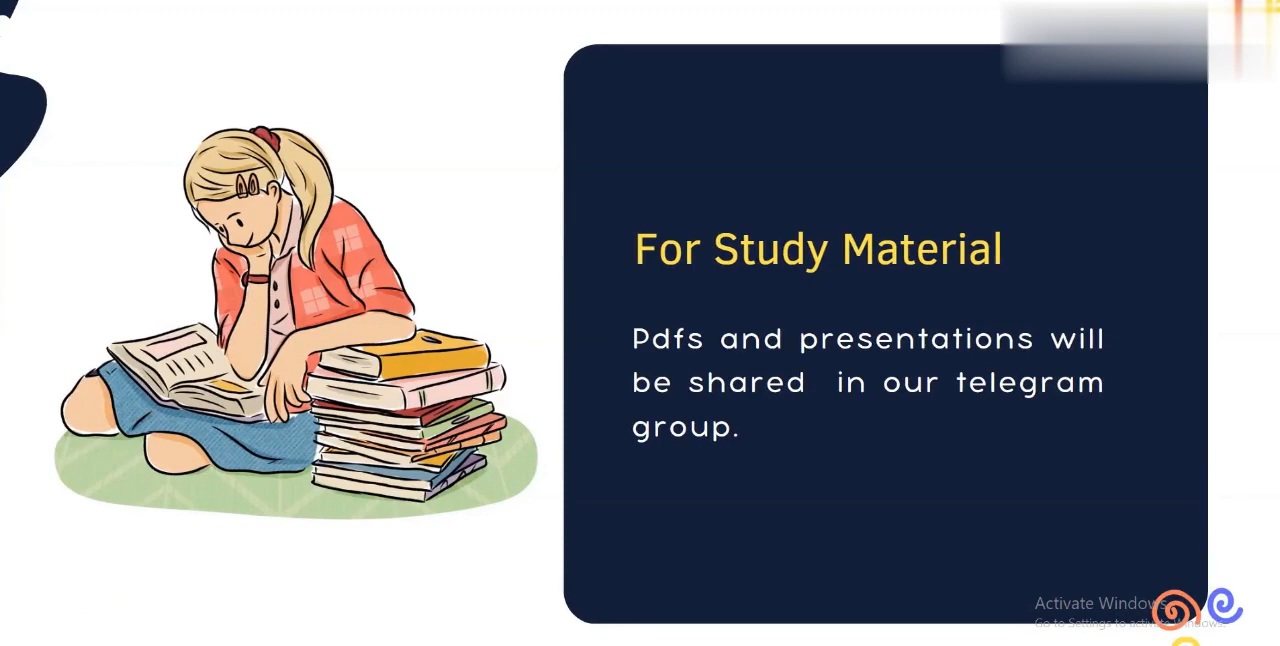 For Study Material
Pdfs and presentations will
be shared in our telegram
group.
Activate Windows
Go to Settings to activate Windows.